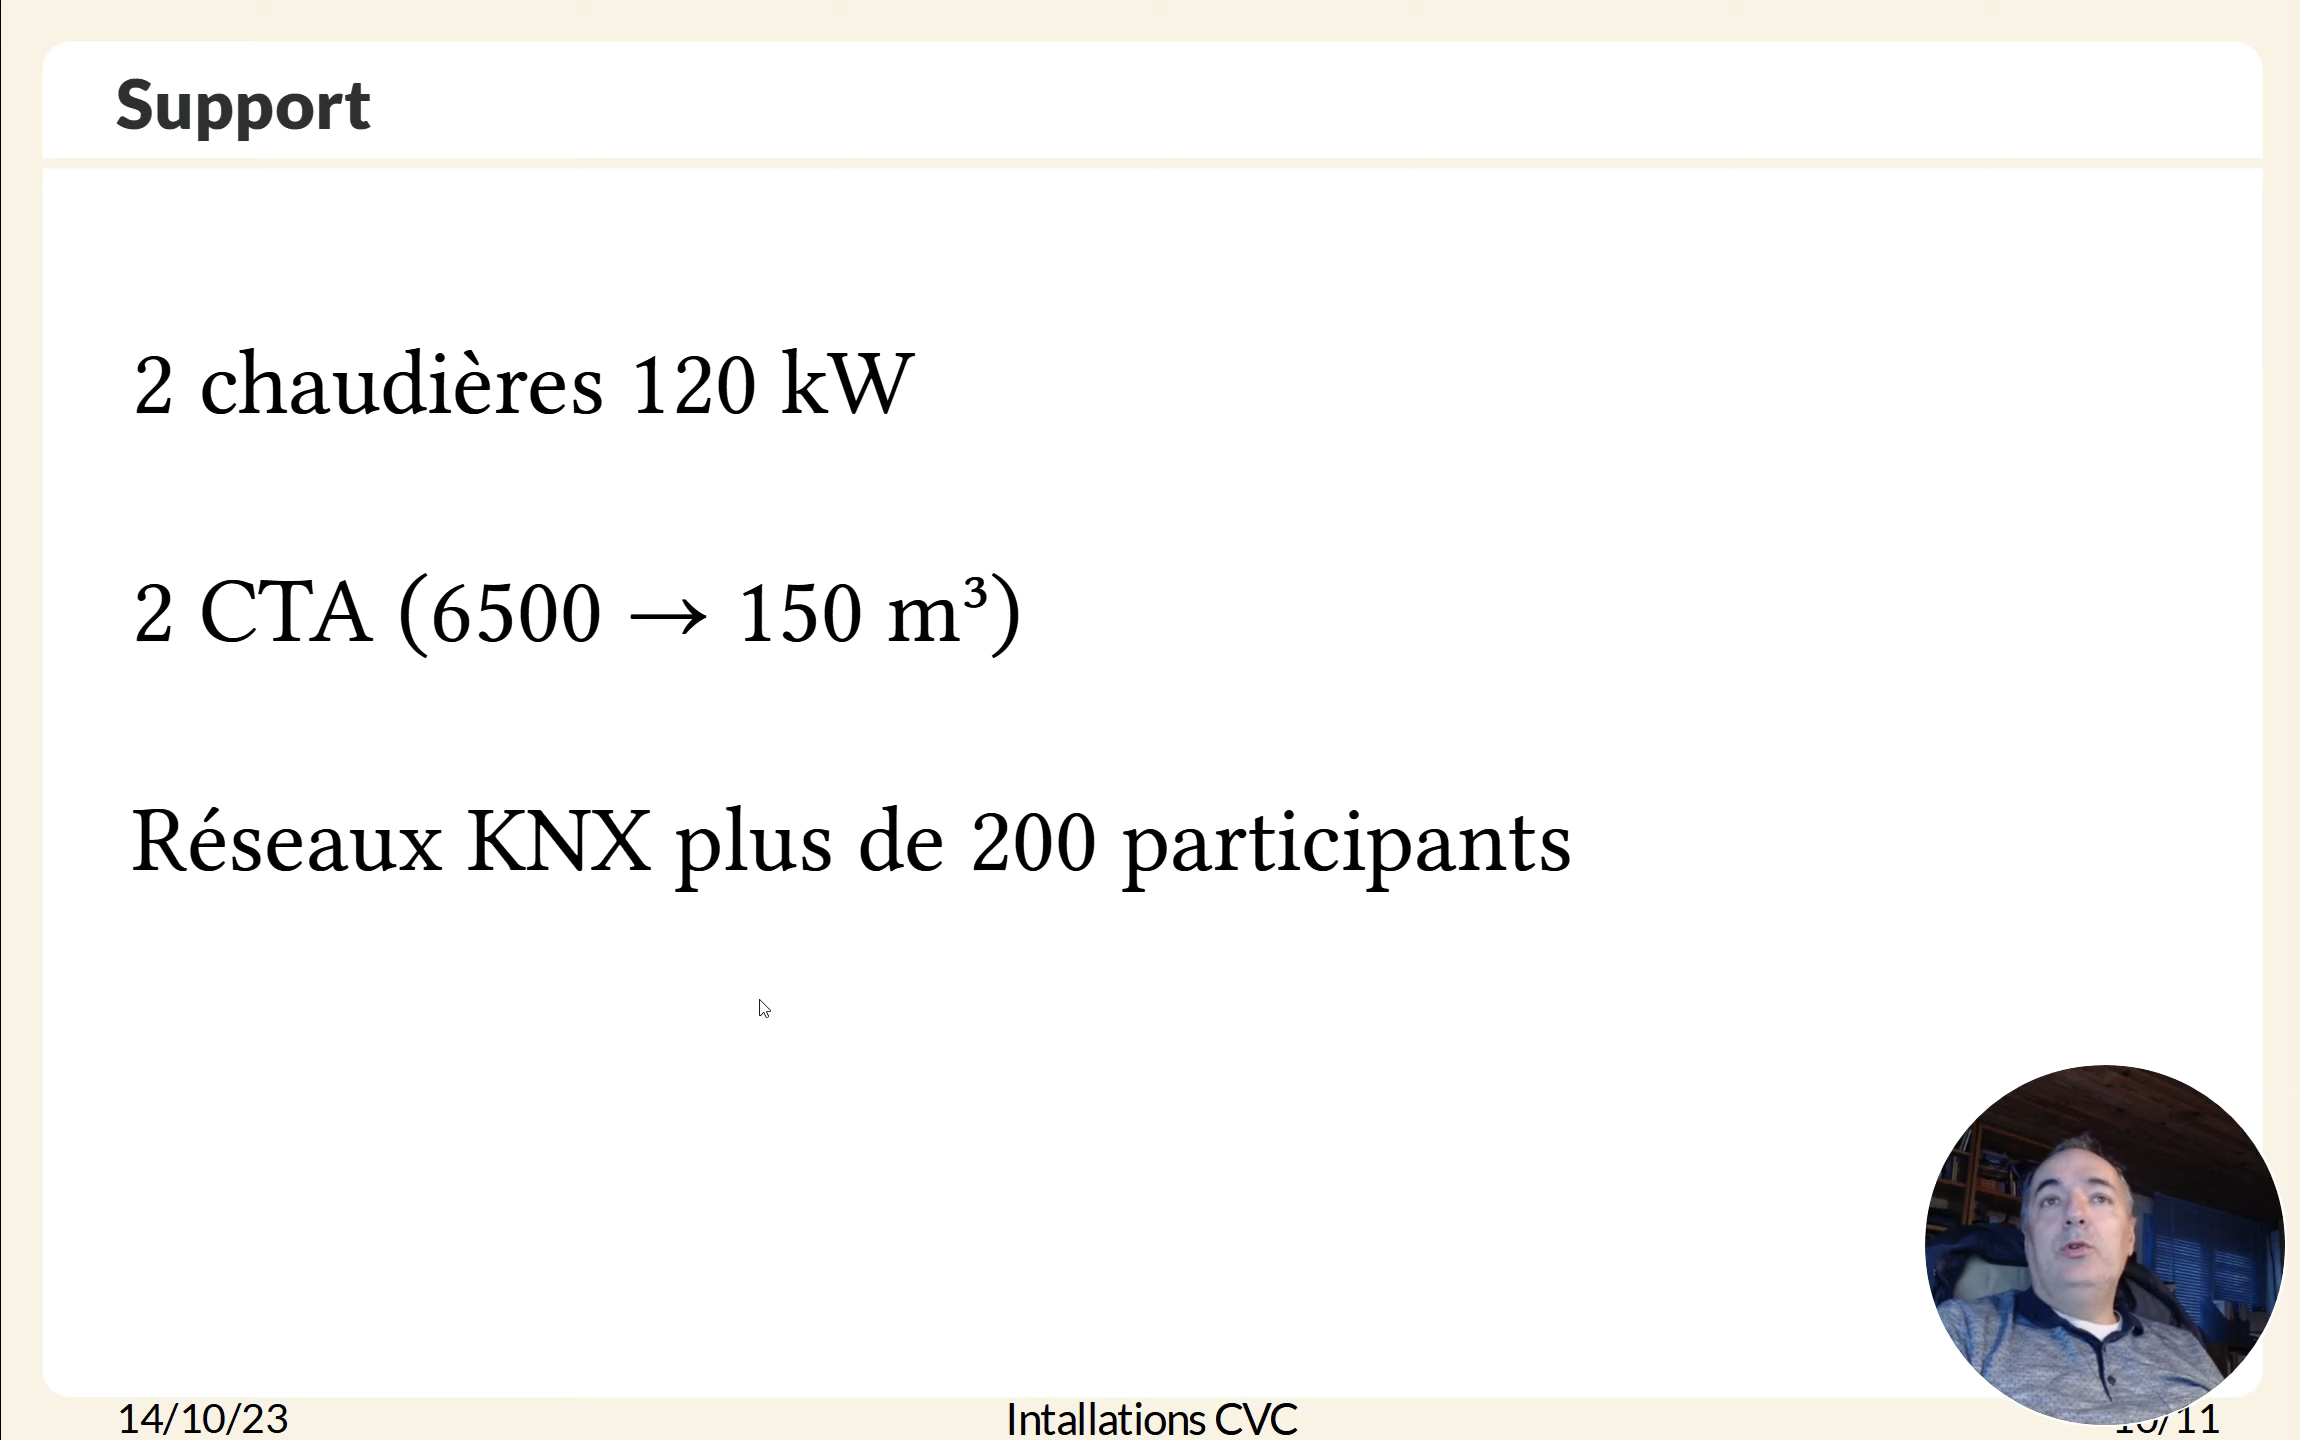 Support
2 chaudières 120 kW
2 CTA (6500 → 150 m³)
Réseaux KNX plus de 200 participants
14/10/23
Intallations CVC
10/11